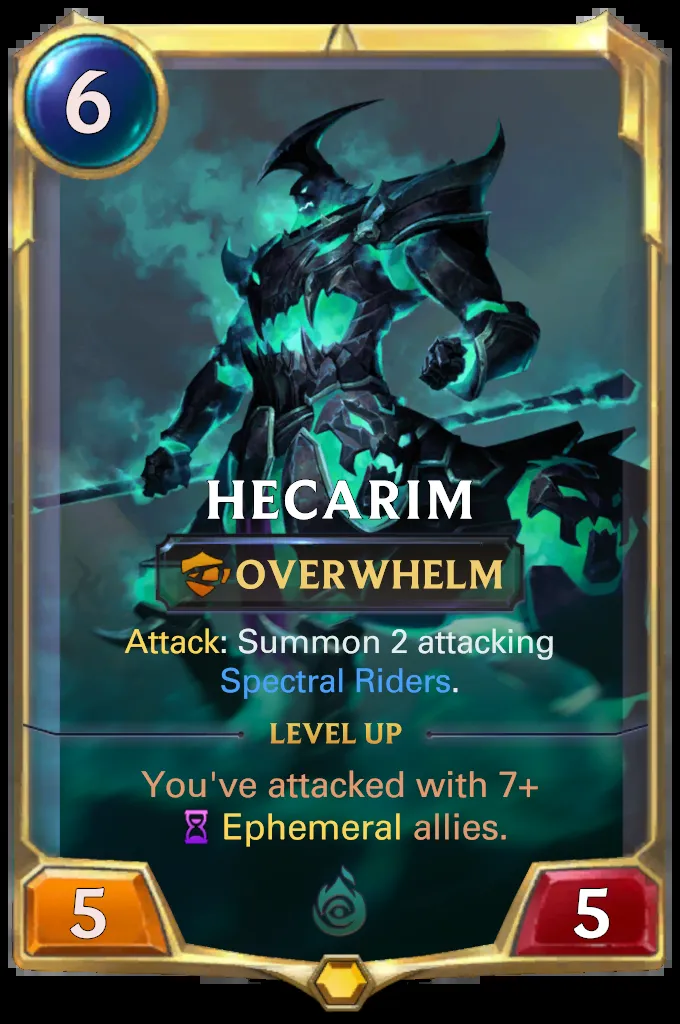 6
HECARIM
OVERWHELM
Attack: Summon 2 attacking
Spectral Riders.
LEVEL UP
You've attacked with 7+
Ephemeral allies.
5
5